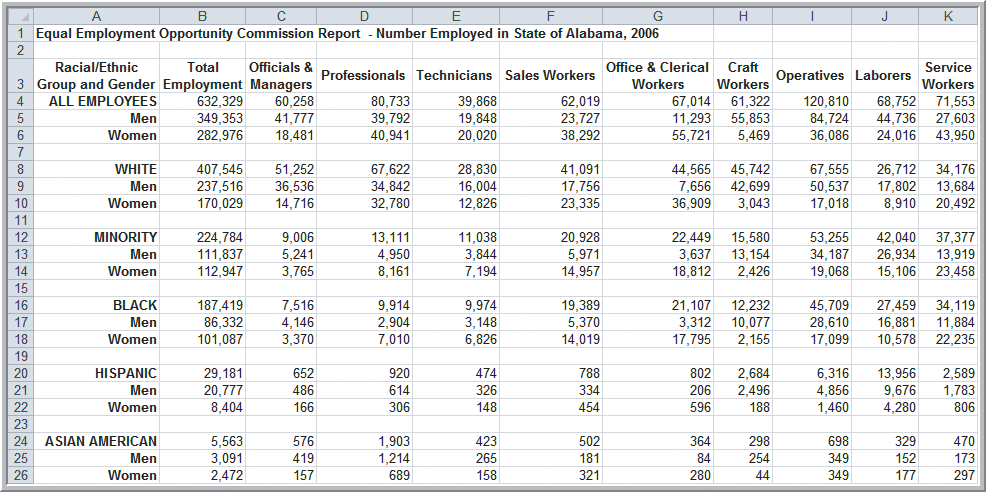 A B C D E F G H I J K
1 Equal Employment Opportunity Commission Report - Number Employed in State of Alabama, 2006
2
Racial/Ethnic Total Officials & Professionals Technicians Sales Workers Office & Clerical Craft Operatives Laborers Service
3 Group and Gender Employment Managers Workers Workers Workers
4 ALL EMPLOYEES 632,329 60,258 80,733 39,868 62,019 67,014 61,322 120,810 68,752 71,553
5 Men 349,353 41,777 39,792 19,848 23,727 11,293 55,853 84,724 44,736 27,603
6 Women 282,976 18,481 40,941 20,020 38,292 55,721 5,469 36,086 24,016 43,950
7
8 WHITE 407,545 51,252 67,622 28,830 41,091 44,565 45,742 67,555 26,712 34,176
9 Men 237,516 36,536 34,842 16,004 17,756 7,656 42,699 50,537 17,802 13,684
10 Women 170,029 14,716 32,780 12,826 23,335 36,909 3,043 17,018 8,910 20,492
11
12 MINORITY 224,784 9,006 13,111 11,038 20,928 22,449 15,580 53,255 42,040 37,377
13 Men 111,837 5,241 4,950 3,844 5,971 3,637 13,154 34,187 26,934 13,919
14 Women 112,947 3,765 8,161 7,194 14,957 18,812 2,426 19,068 15,106 23,458
15
16 BLACK 187,419 7,516 9,914 9,974 19,389 21,107 12,232 45,709 27,459 34,119
17 Men 86,332 4,146 2,904 3,148 5,370 3,312 10,077 28,610 16,881 11,884
18 Women 101,087 3,370 7,010 6,826 14,019 17,795 2,155 17,099 10,578 22,235
19
20 HISPANIC 29,181 652 920 474 788 802 2,684 6,316 13,956 2,589
21 Men 20,777 486 614 326 334 206 2,496 4,856 9,676 1,783
22 Women 8,404 166 306 148 454 596 188 1,460 4,280 806
23
24 ASIAN AMERICAN 5,563 576 1,903 423 502 364 298 698 329 470
25 Men 3,091 419 1,214 265 181 84 254 349 152 173
26 Women 2,472 157 689 158 321 280 44 349 177 297